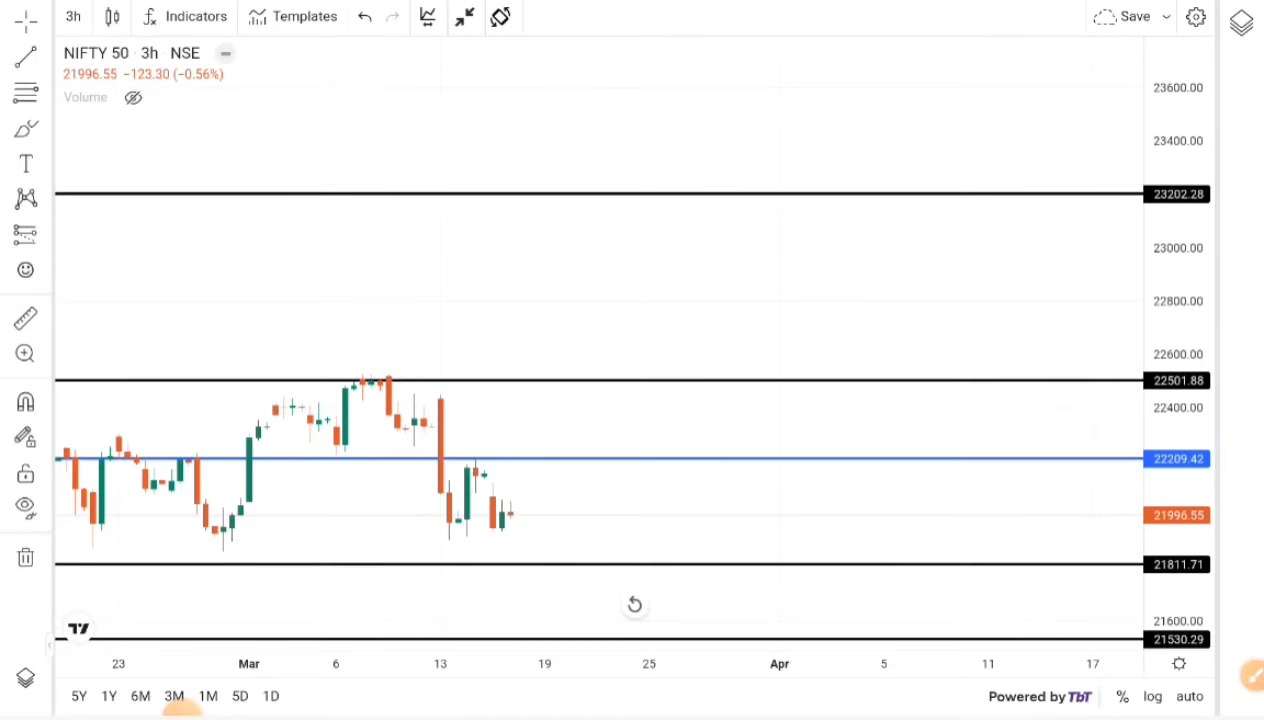 3h Indicators Templates Save
NIFTY 50 · 3h · NSE
21996.55 −123.30 (−0.56%)
Volume
23600.00
23400.00
23202.28
23000.00
22800.00
22600.00
22501.88
22400.00
22209.42
21996.55
21811.71
21600.00
21530.29
23 Mar 6 13 19 25 Apr 5 11 17
5Y 1Y 6M 3M 1M 5D 1D Powered by TbT % log auto